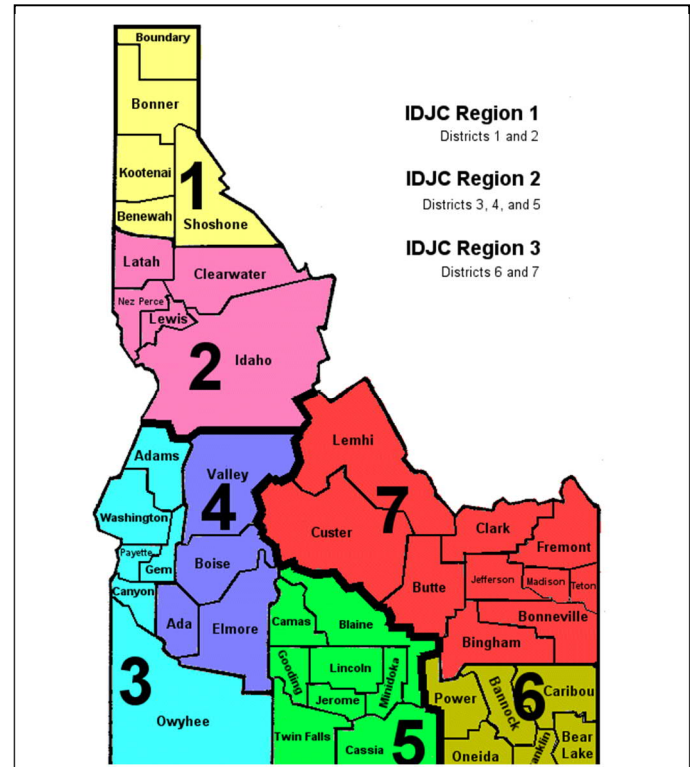 Boundary
Bonner
IDJC Region 1
Districts 1 and 2
Kootenai
1
IDJC Region 2
Districts 3, 4, and 5
Benewah
Shoshone
IDJC Region 3
Districts 6 and 7
Latah
Clearwater
Nez Perce
Lewis
2
Idaho
Lemhi
Adams
Valley
7
4
Washington
Custer
Clark
Fremont
Payette
Gem
Boise
Jefferson
Madison
Teton
Butte
Canyon
Ada
Elmore
Camas
Blaine
Bonneville
Bingham
Gooding
Lincoln
Minidoka
Jerome
3
Power
Bannock
6
Caribou
Owyhee
Twin Falls
Cassia
5
Oneida
Bear
Lake